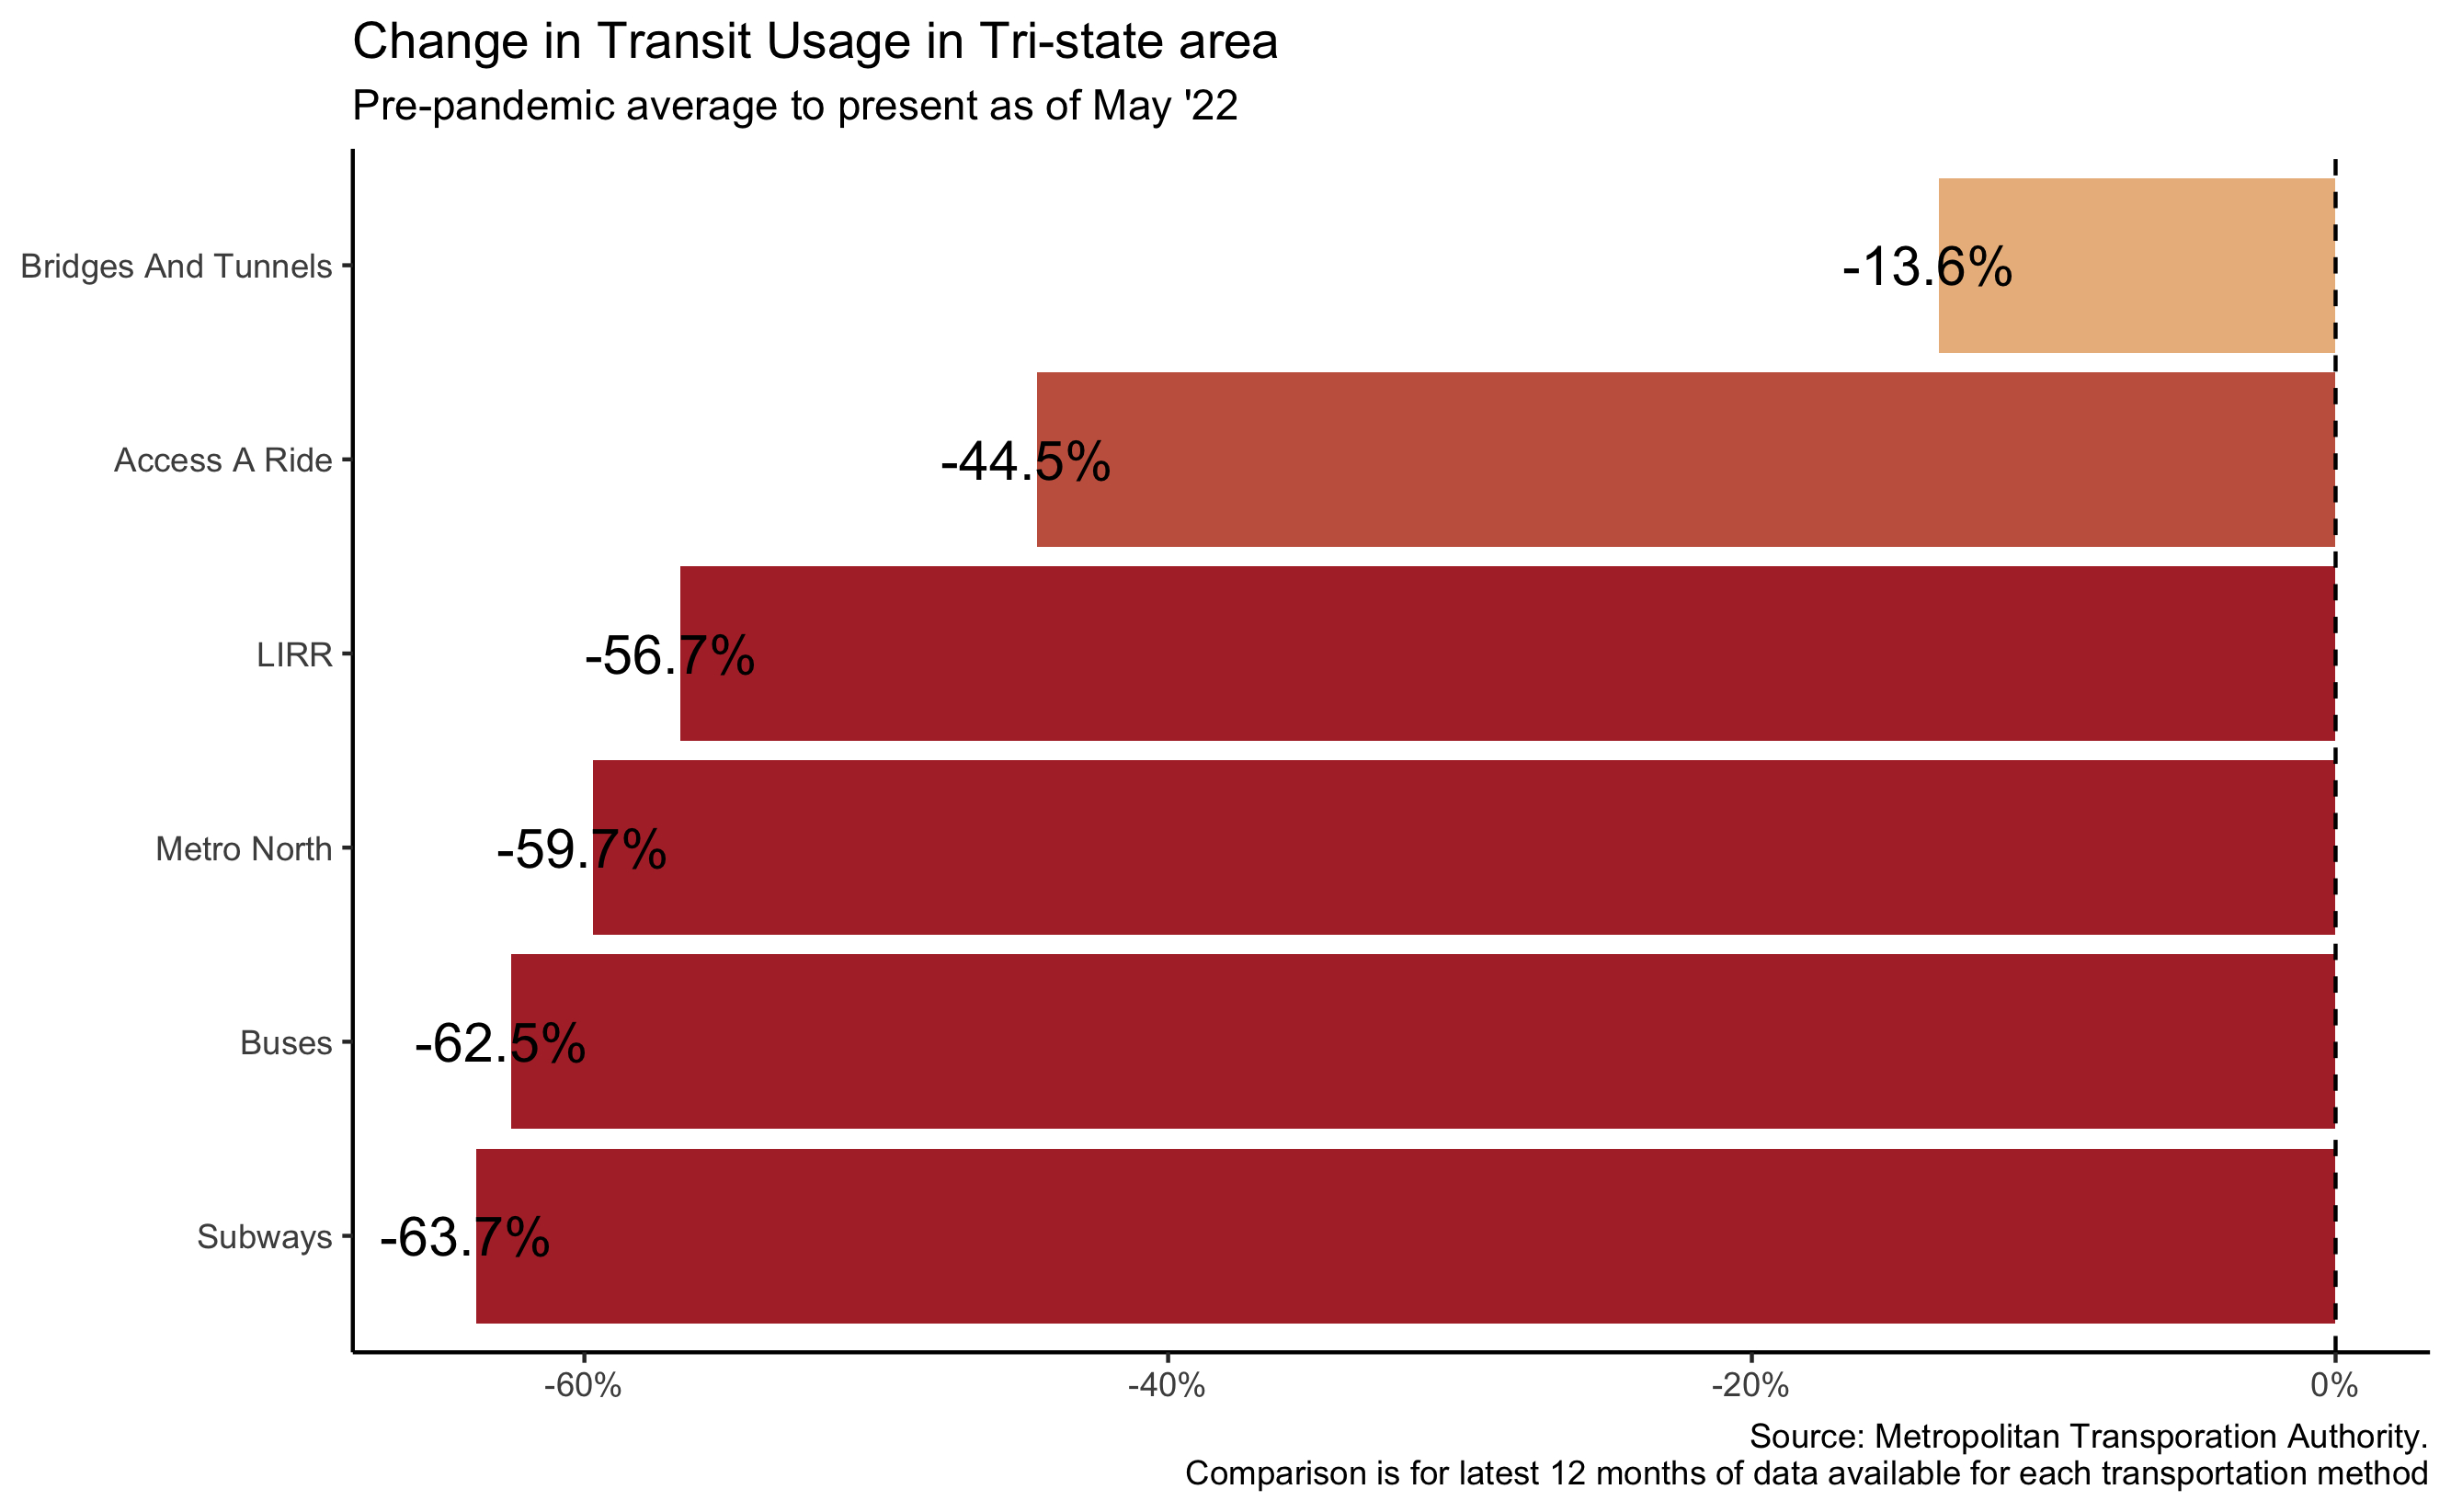 Change in Transit Usage in Tri-state area
Pre-pandemic average to present as of May '22
Bridges And Tunnels
-13.6%
Access A Ride
-44.5%
LIRR
-56.7%
Metro North
-59.7%
Buses
-62.5%
Subways
-63.7%
-60%
-40%
-20%
0%
Source: Metropolitan Transporation Authority.
Comparison is for latest 12 months of data available for each transportation method